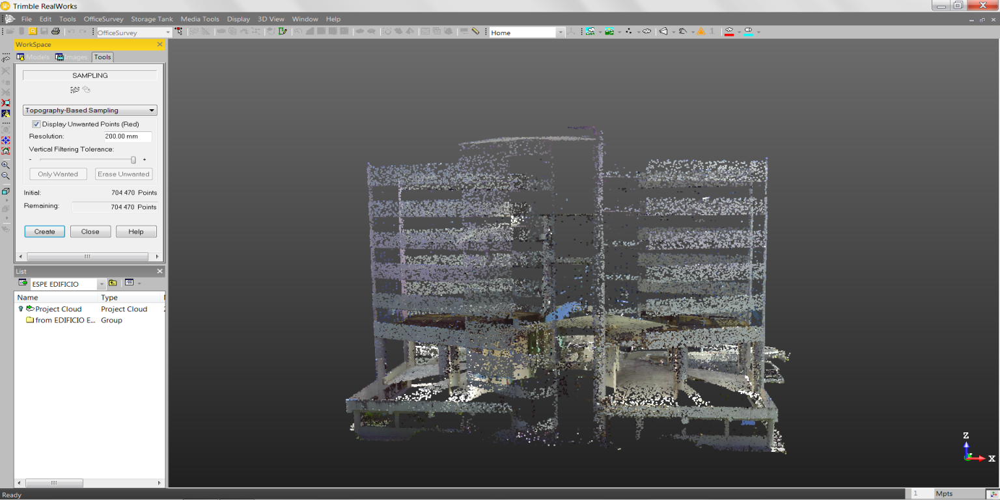 Trimble RealWorks
File Edit Tools OfficeSurvey Storage Tank Media Tools Display 3D View Window Help
OfficeSurvey Home 1
WorkSpace
Models Images Tools
SAMPLING
Topography-Based Sampling
Display Unwanted Points (Red)
Resolution: 200.00 mm
Vertical Filtering Tolerance:
- +
Only Wanted Erase Unwanted
Initial: 704 470 Points
Remaining: 704 470 Points
Create Close Help
List
ESPE EDIFICIO
Name Type
Project Cloud Project Cloud
from EDIFICIO E... Group
Z
X
Ready 1 Mpts